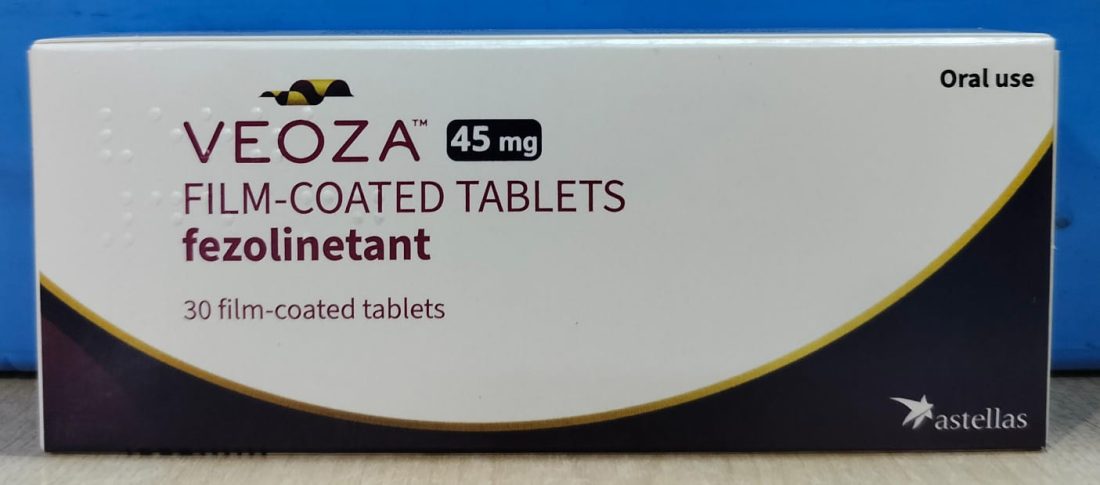 Oral use
VEOZA™ 45 mg
FILM-COATED TABLETS
fezolinetant
30 film-coated tablets
astellas